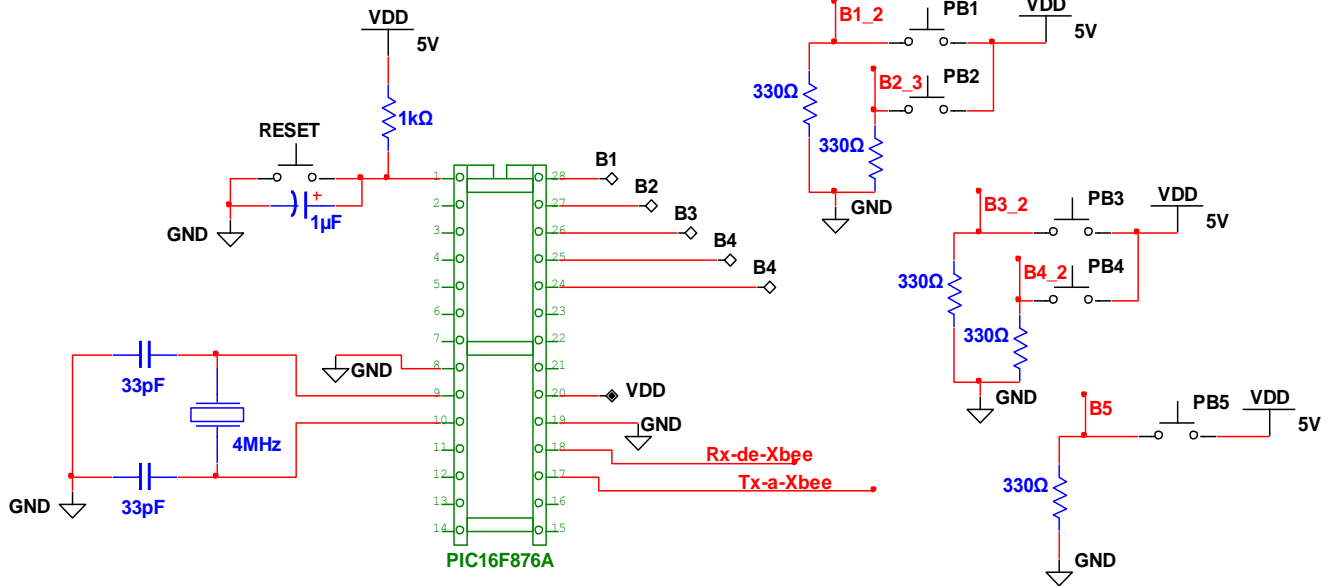 VDD
5V
1kΩ
RESET
1µF
+
GND
33pF
4MHz
33pF
GND
GND
1
2
3
4
5
6
7
8
9
10
11
12
13
14
28
27
26
25
24
23
22
21
20
19
18
17
16
15
PIC16F876A
B1
B2
B3
B4
B4
VDD
GND
Rx-de-Xbee
Tx-a-Xbee
B1_2
PB1
VDD
5V
B2_3
PB2
330Ω
330Ω
GND
B3_2
PB3
VDD
5V
B4_2
PB4
330Ω
330Ω
GND
B5
PB5
VDD
5V
330Ω
GND